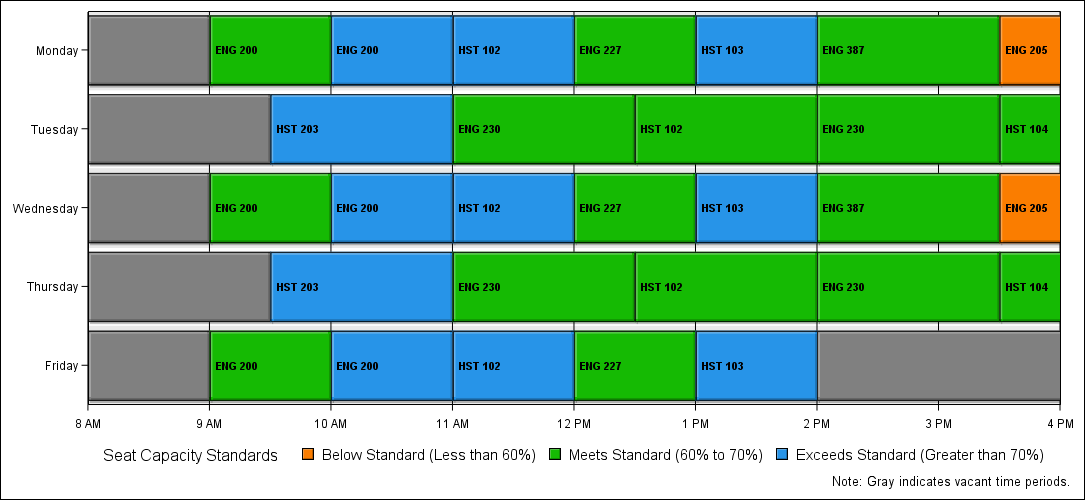 Monday ENG 200 ENG 200 HST 102 ENG 227 HST 103 ENG 387 ENG 205
Tuesday HST 203 ENG 230 HST 102 ENG 230 HST 104
Wednesday ENG 200 ENG 200 HST 102 ENG 227 HST 103 ENG 387 ENG 205
Thursday HST 203 ENG 230 HST 102 ENG 230 HST 104
Friday ENG 200 ENG 200 HST 102 ENG 227 HST 103
8 AM 9 AM 10 AM 11 AM 12 PM 1 PM 2 PM 3 PM 4 PM
Seat Capacity Standards Below Standard (Less than 60%) Meets Standard (60% to 70%) Exceeds Standard (Greater than 70%)
Note: Gray indicates vacant time periods.